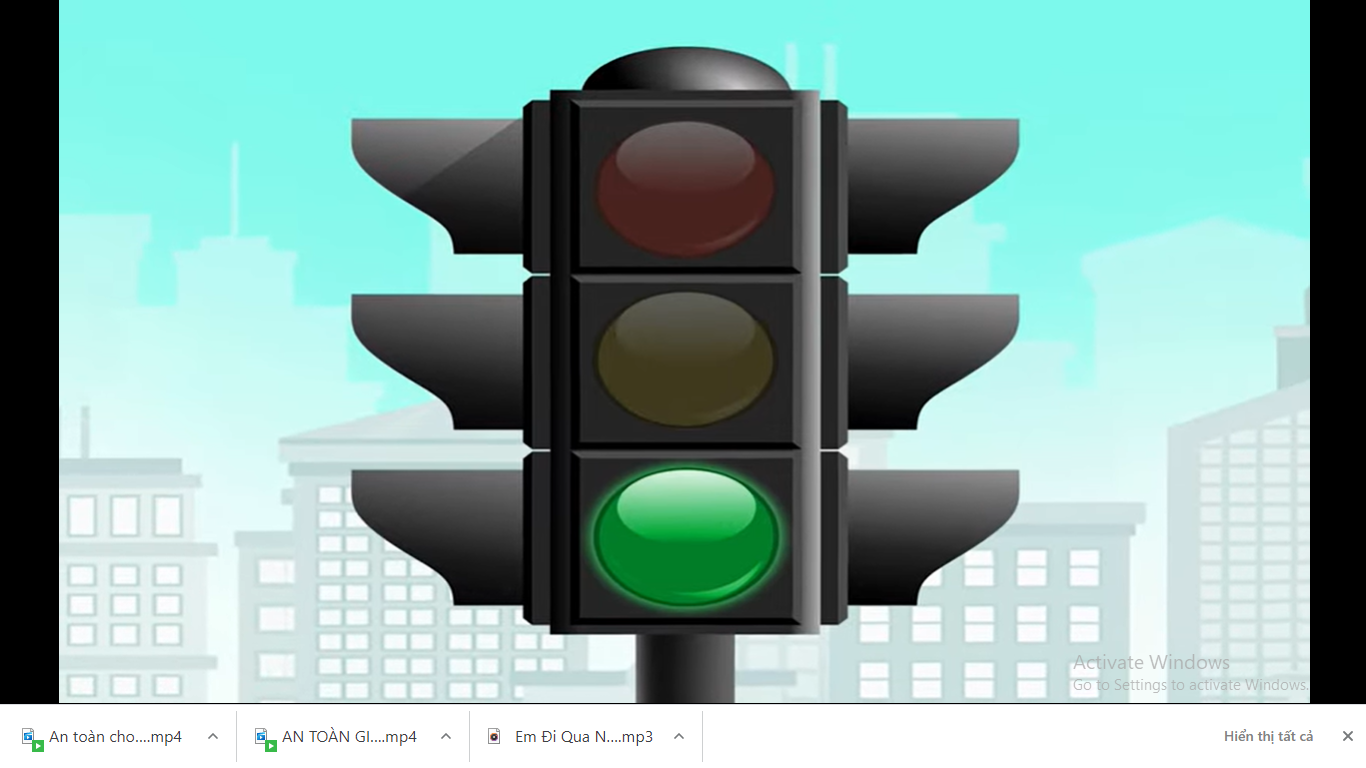 Activate Windows
Go to Settings to activate Windows.
An toàn cho....mp4
AN TOÀN GI....mp4
Em Đi Qua N....mp3
Hiển thị tất cả